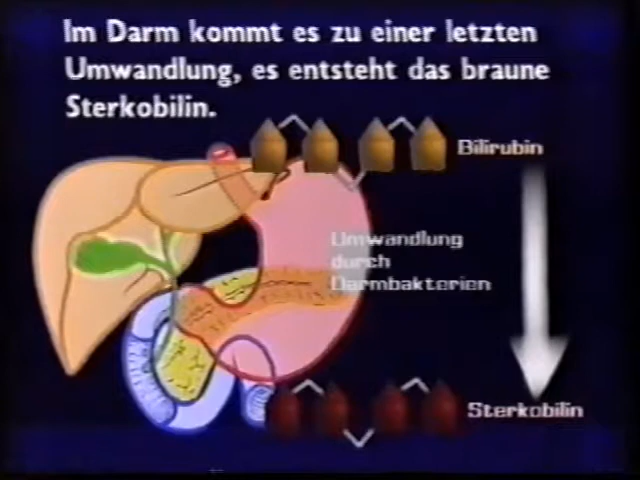 Im Darm kommt es zu einer letzten
Umwandlung, es entsteht das braune
Sterkobilin.
Bilirubin
Umwandlung
durch
Darmbakterien
Sterkobilin